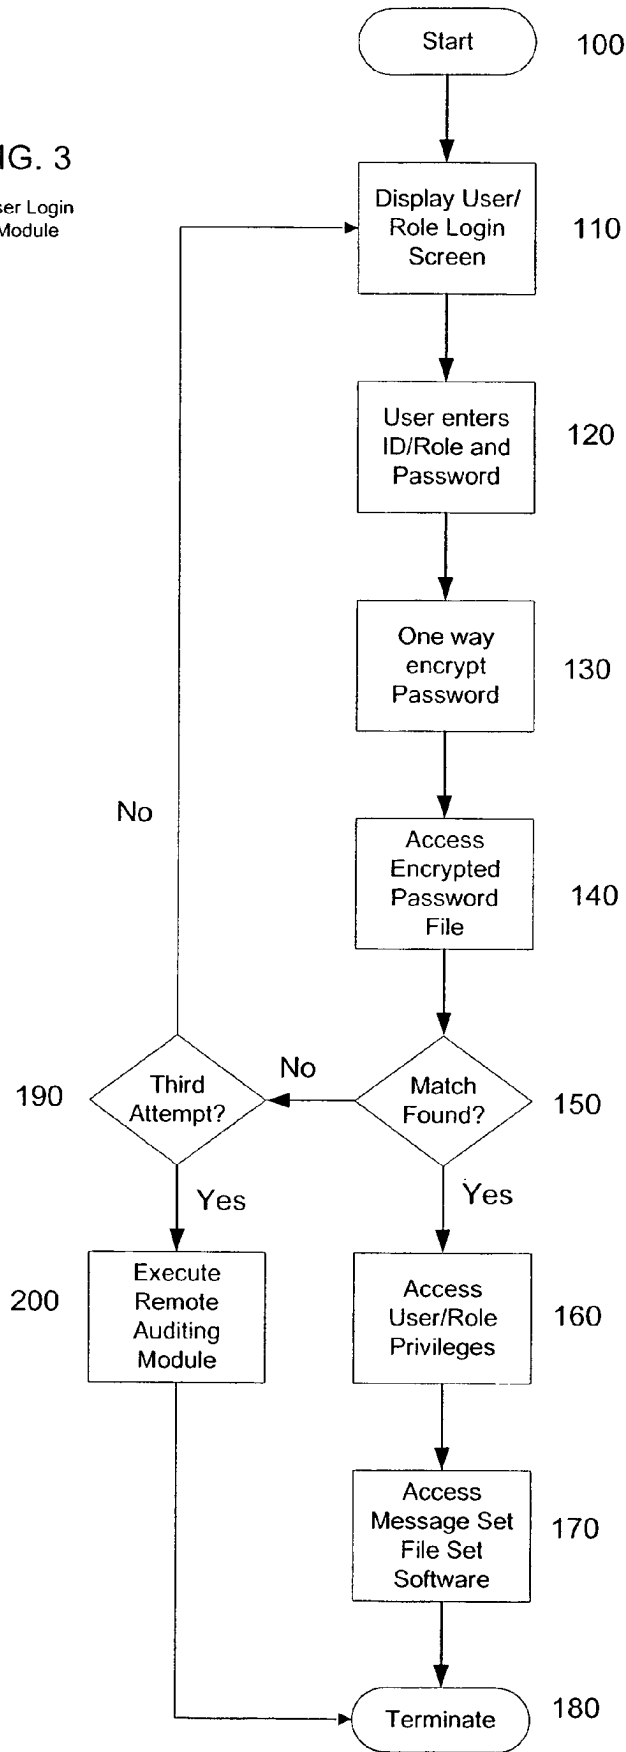 Start
100
IG. 3
ser Login
Module
Display User/
Role Login
Screen
110
User enters
ID/Role and
Password
120
One way
encrypt
Password
130
No
Access
Encrypted
Password
File
140
190
Third
Attempt?
No
Match
Found?
150
Yes
Yes
200
Execute
Remote
Auditing
Module
Access
User/Role
Privileges
160
Access
Message Set
File Set
Software
170
Terminate
180